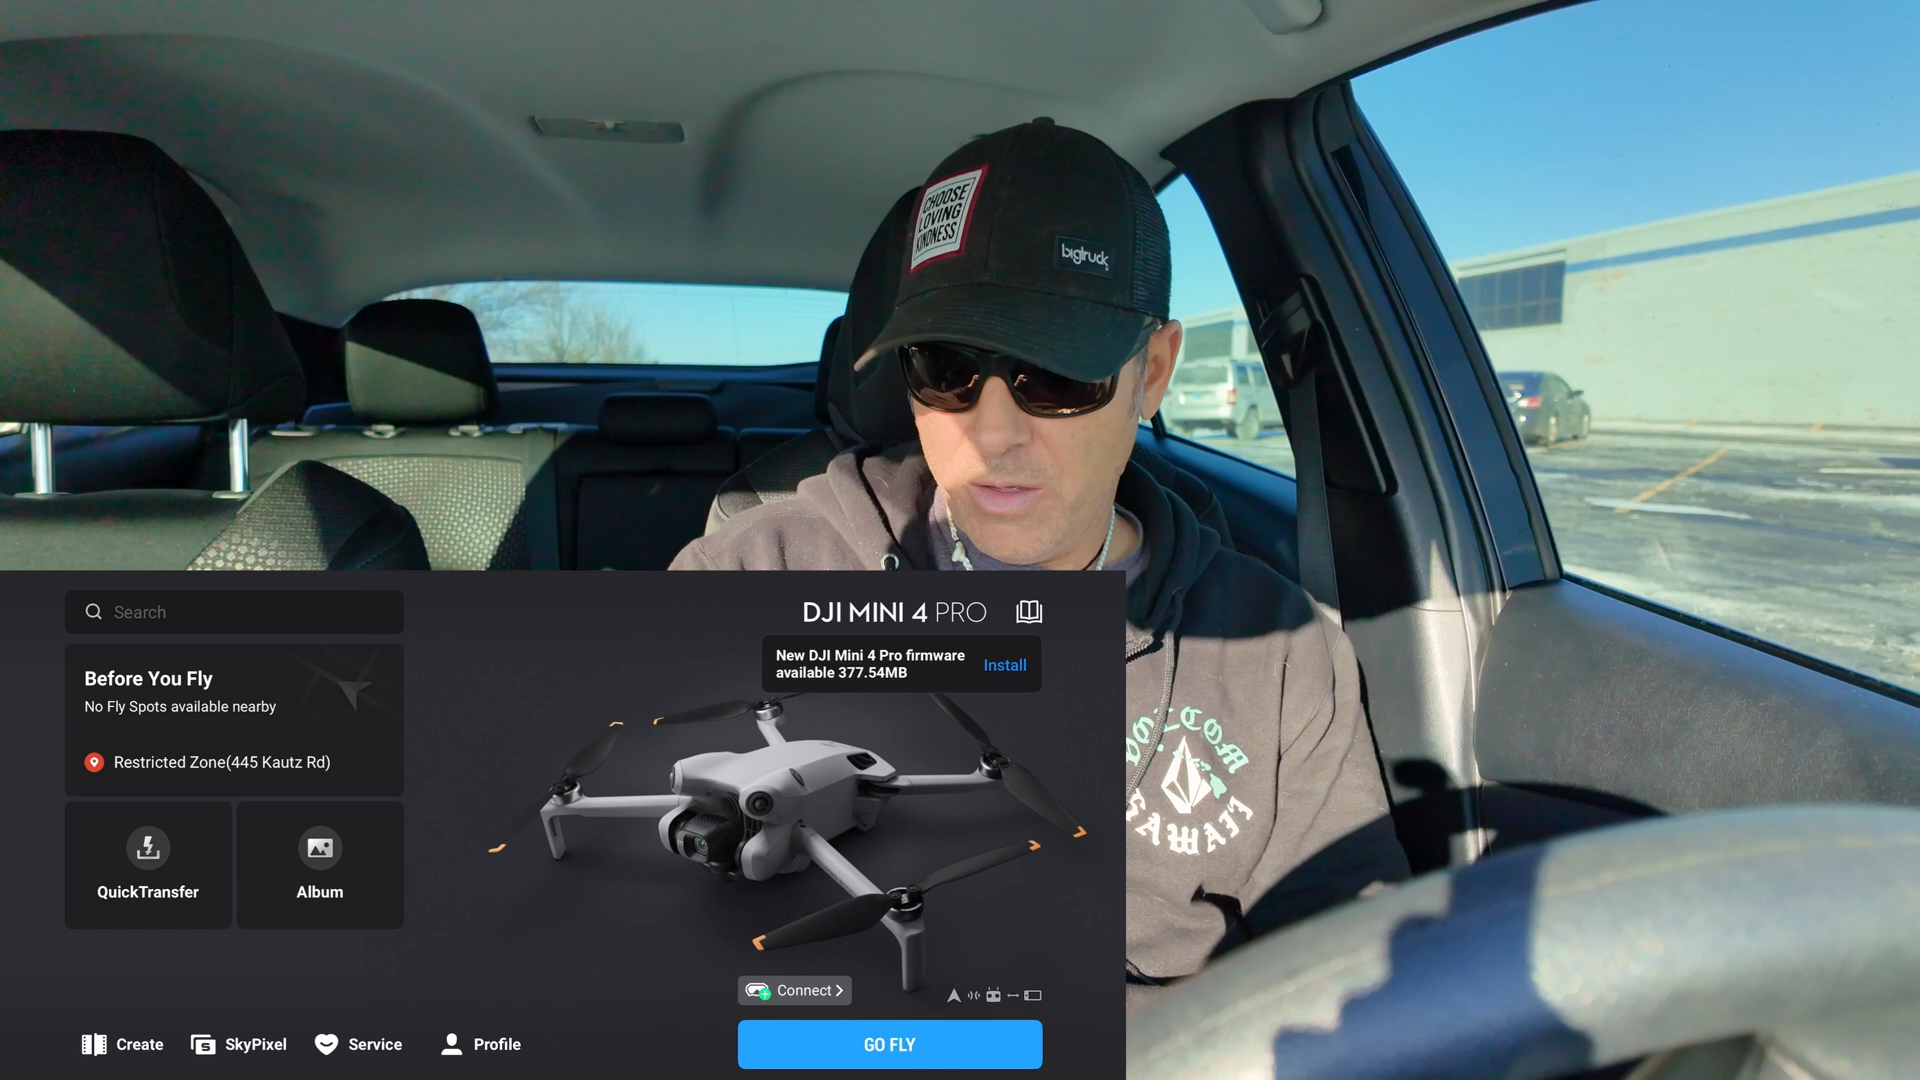 CHOOSE
LOVING
KINDNESS
bigtruck
Search
DJI MINI 4 PRO
New DJI Mini 4 Pro firmware
available 377.54MB
Install
Before You Fly
No Fly Spots available nearby
Restricted Zone(445 Kautz Rd)
QuickTransfer
Album
Connect
Create
SkyPixel
Service
Profile
GO FLY
VOLCOM
HAWAII